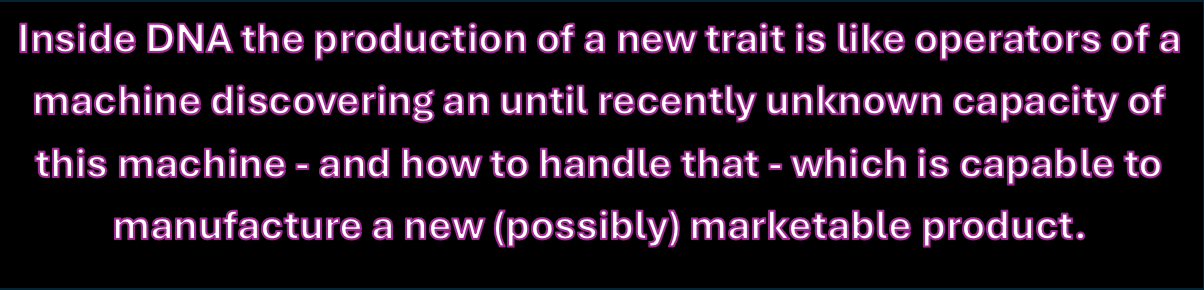 Inside DNA the production of a new trait is like operators of a
machine discovering an until recently unknown capacity of
this machine - and how to handle that - which is capable to
manufacture a new (possibly) marketable product.